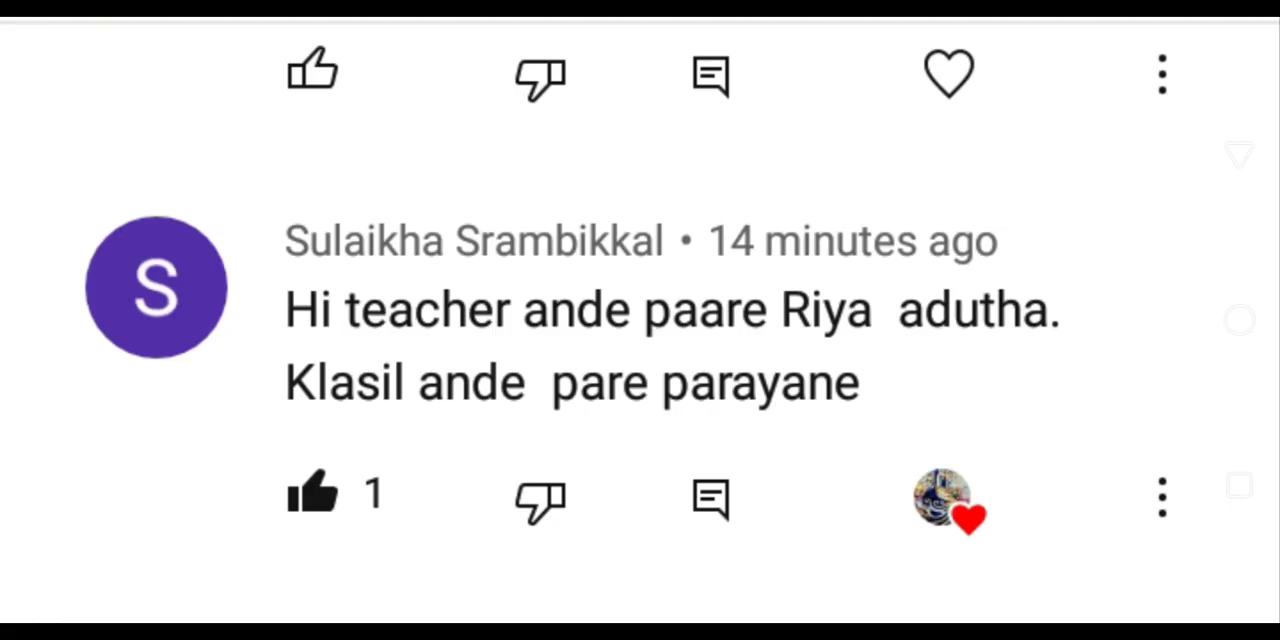 S
Sulaikha Srambikkal • 14 minutes ago
Hi teacher ande paare Riya adutha.
Klasil ande pare parayane
1